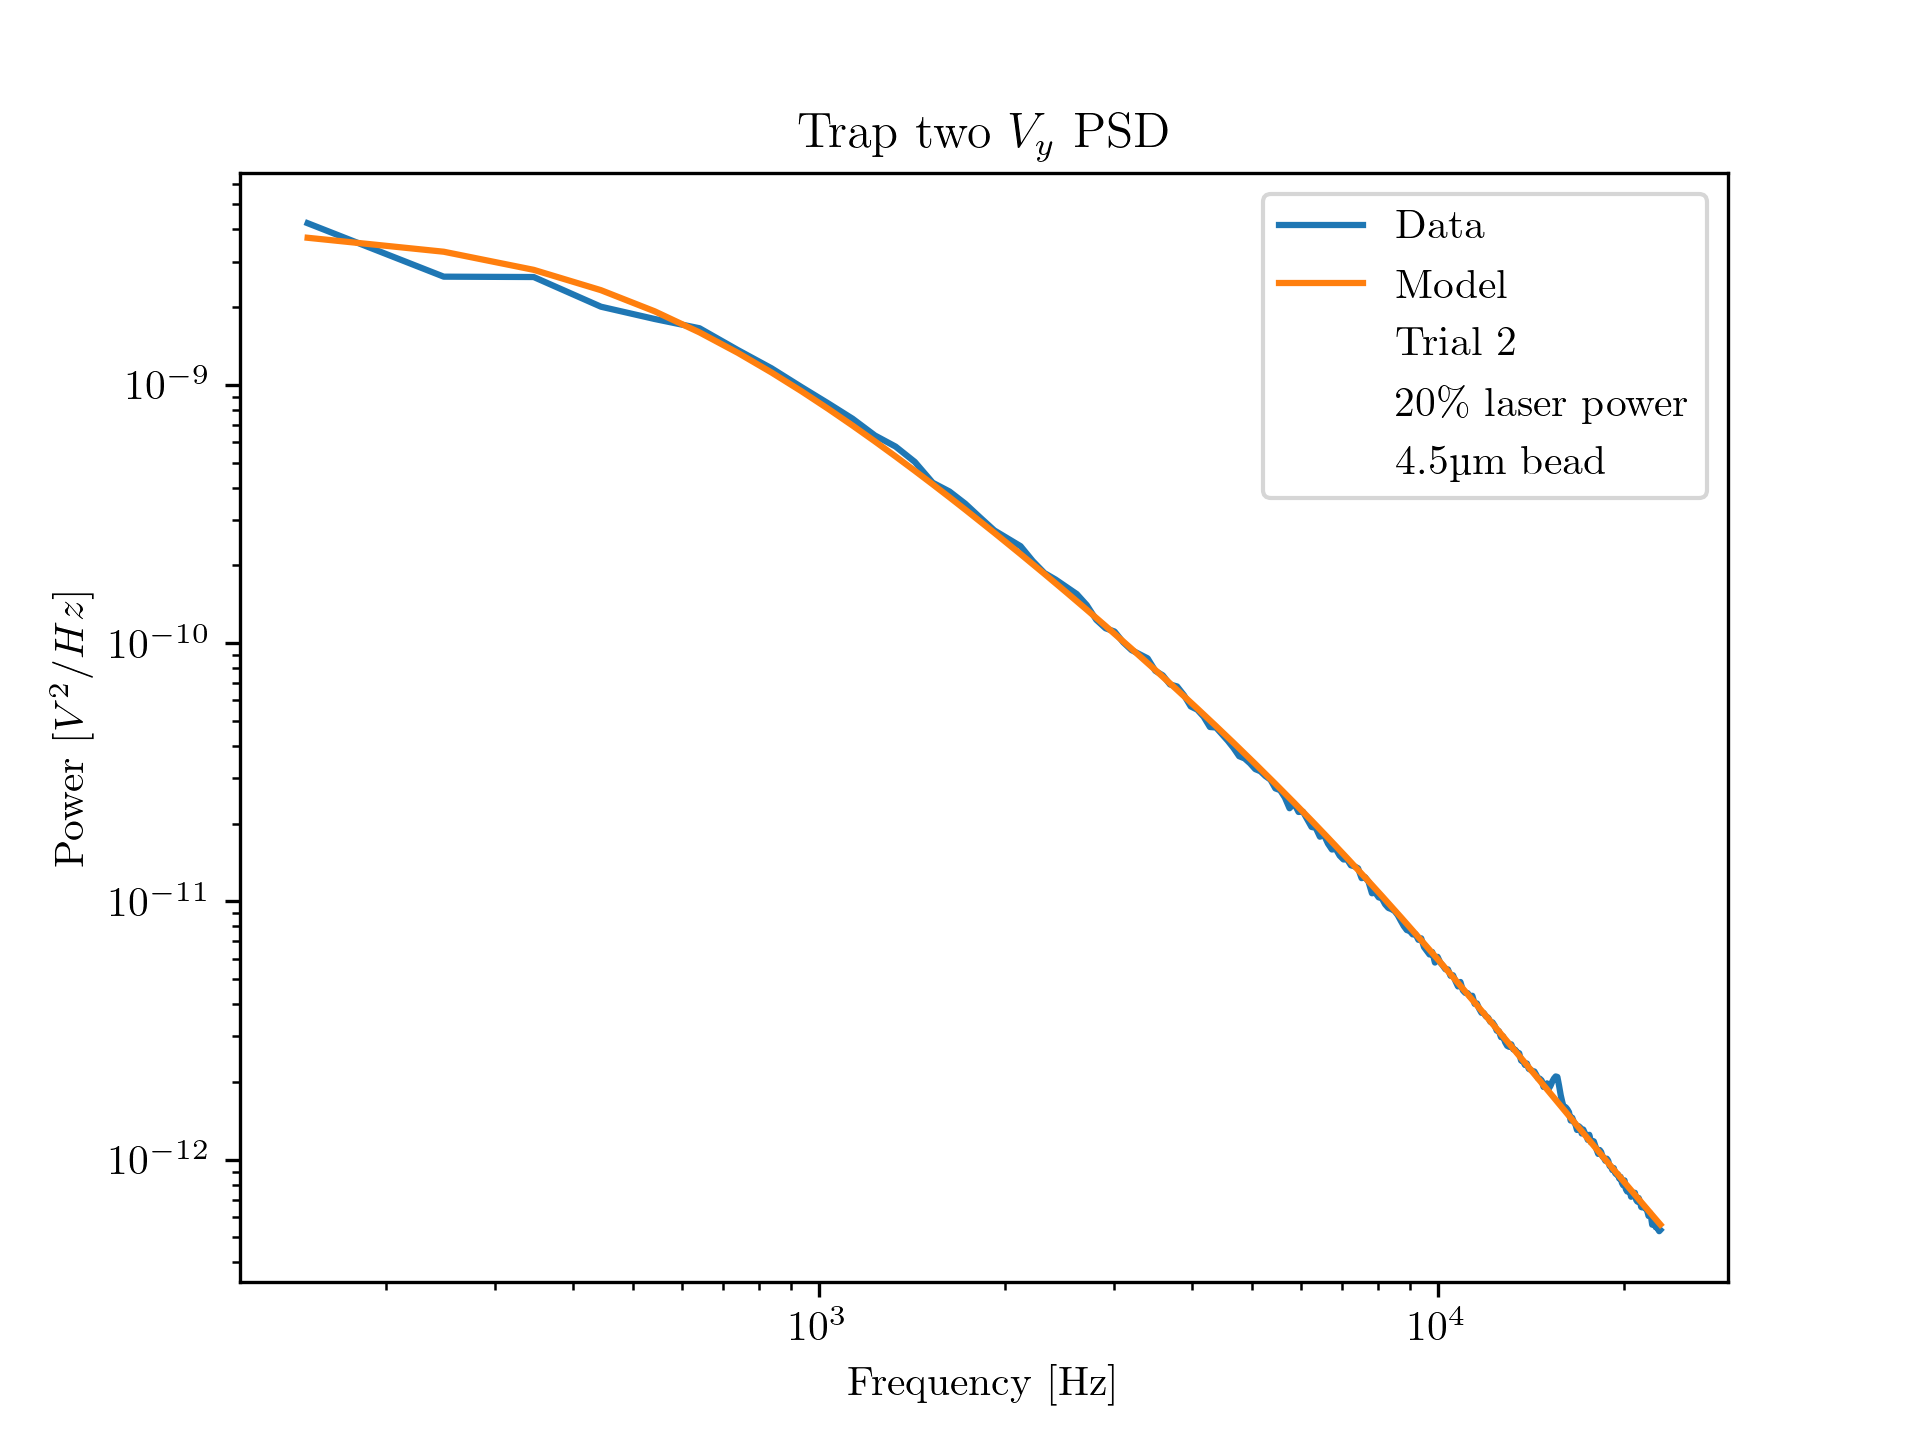 Trap two $V_y$ PSD
Data
Model
Trial 2
20% laser power
4.5µm bead
Power [$V^2/Hz$]
$10^{-9}$
$10^{-10}$
$10^{-11}$
$10^{-12}$
$10^3$
$10^4$
Frequency [Hz]